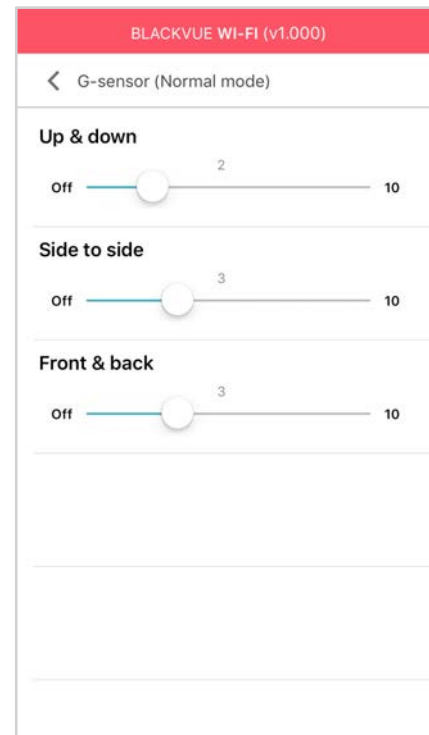 BLACKVUE WI-FI (v1.000)
G-sensor (Normal mode)
Up & down
2
Off 10
Side to side
3
Off 10
Front & back
3
Off 10